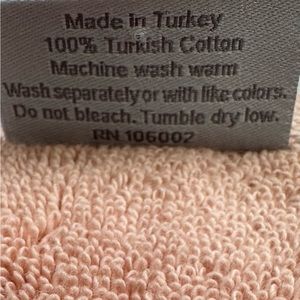 Made in Turkey
100% Turkish Cotton
Machine wash warm
Wash separately or with like colors.
Do not bleach. Tumble dry low.
RN 106002